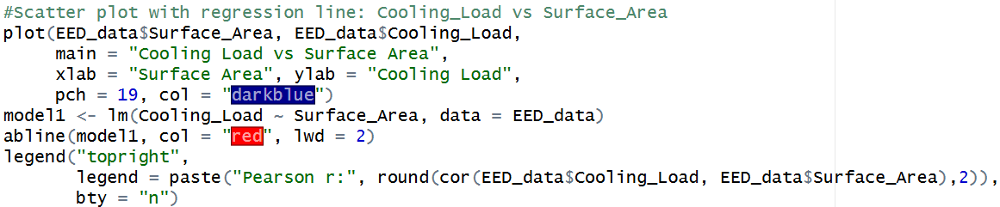 #Scatter plot with regression line: Cooling_Load vs Surface_Area
plot(EED_data$Surface_Area, EED_data$Cooling_Load,
     main = "Cooling Load vs Surface Area",
     xlab = "Surface Area", ylab = "Cooling Load",
     pch = 19, col = "darkblue")
model1 <- lm(Cooling_Load ~ Surface_Area, data = EED_data)
abline(model1, col = "red", lwd = 2)
legend("topright",
       legend = paste("Pearson r:", round(cor(EED_data$Cooling_Load, EED_data$Surface_Area),2)),
       bty = "n")